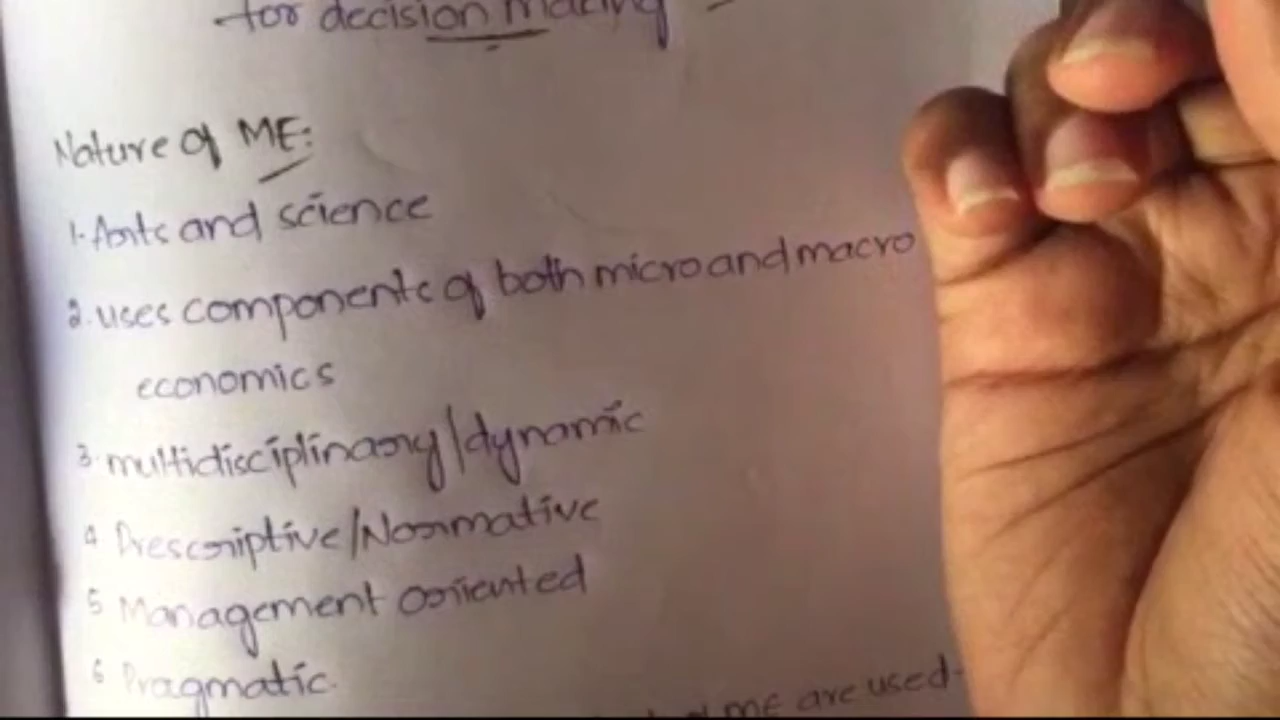 for decision making
Nature of ME:
1. Arts and science
2. uses components of both micro and macro
economics
3. multidisciplinary/dynamic
4 Prescriptive/Normative
5 Management oriented
6 Pragmatic.
ME are used